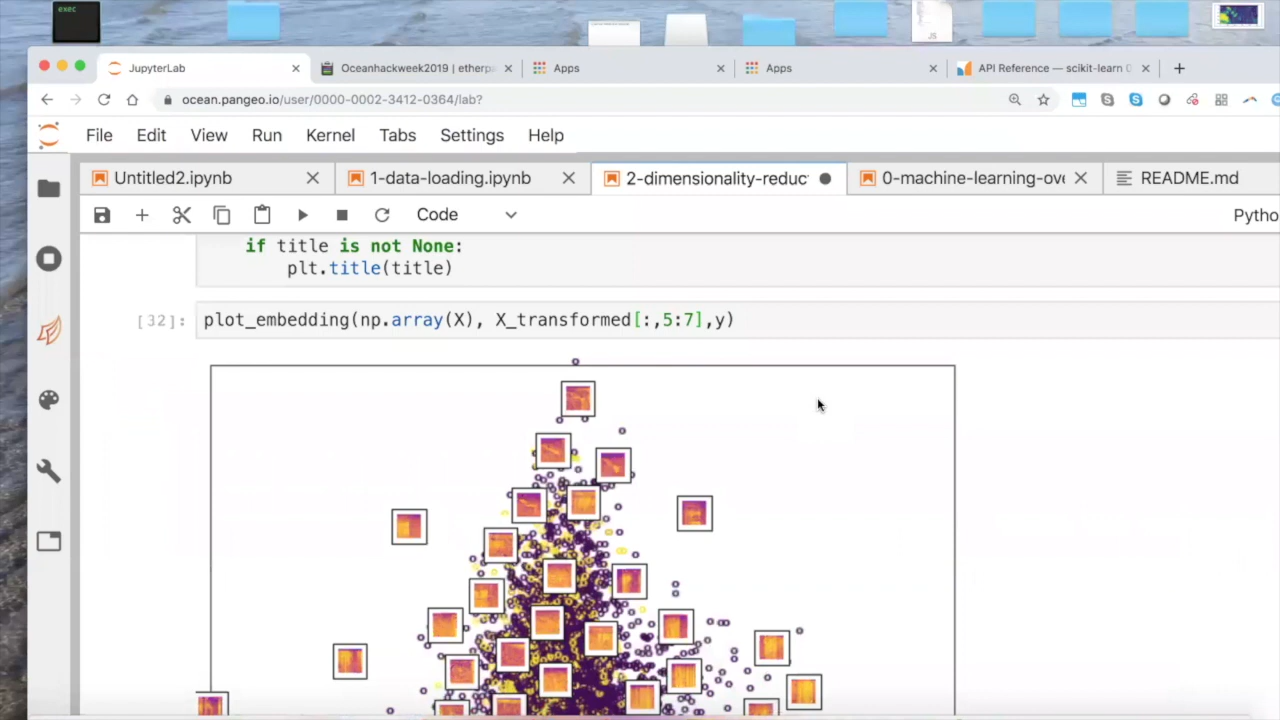 exec
JS
JupyterLab
Oceanhackweek2019 | etherpa
Apps
Apps
API Reference — scikit-learn 0
ocean.pangeo.io/user/0000-0002-3412-0364/lab?
File Edit View Run Kernel Tabs Settings Help
Untitled2.ipynb
1-data-loading.ipynb
2-dimensionality-reduc
0-machine-learning-ove
README.md
Code
Pytho
if title is not None:
plt.title(title)
[32]: plot_embedding(np.array(X), X_transformed[:,5:7],y)